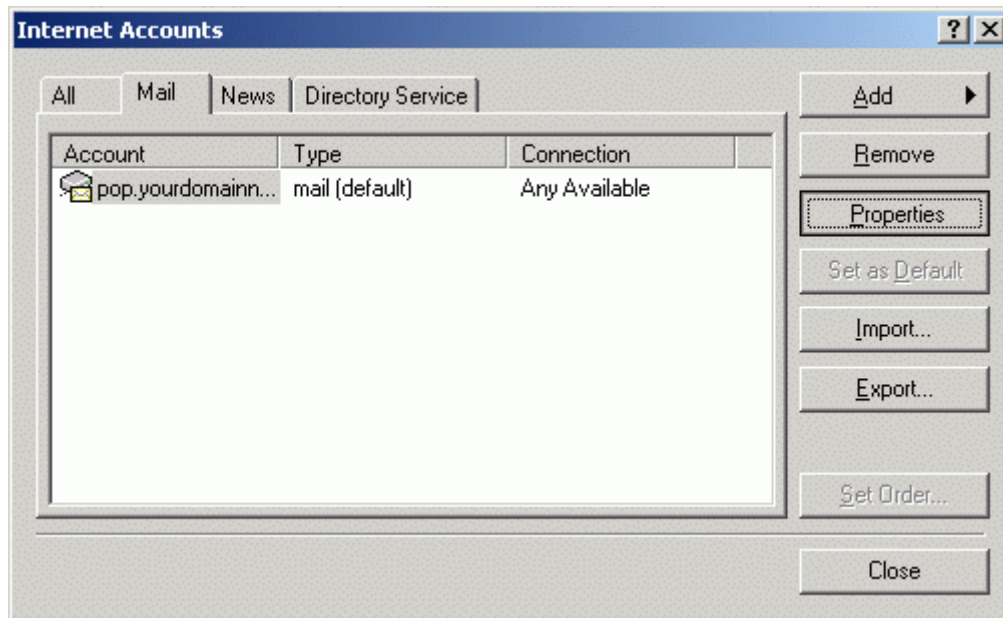 Internet Accounts
All Mail News Directory Service
Account Type Connection
pop.yourdomainn... mail (default) Any Available
Add
Remove
Properties
Set as Default
Import...
Export...
Set Order...
Close